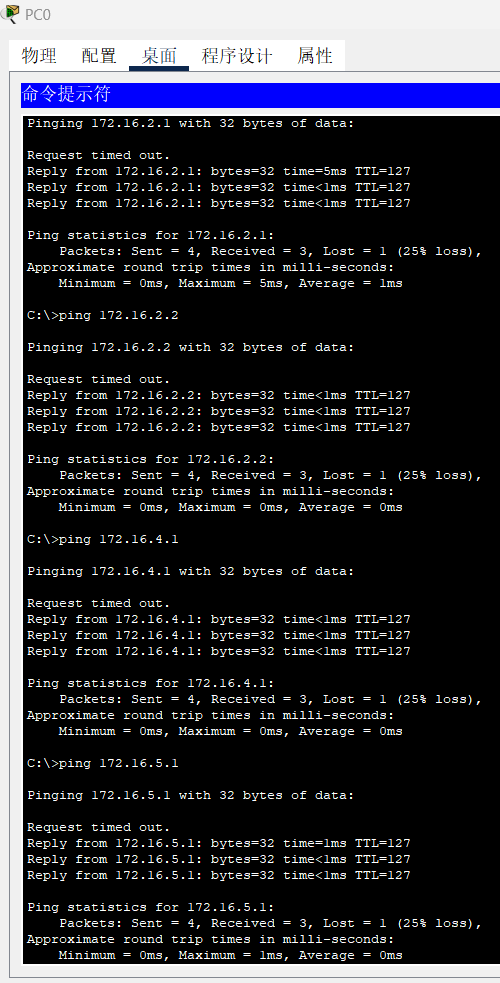 PC0
物理 配置 桌面 程序设计 属性
命令提示符
Pinging 172.16.2.1 with 32 bytes of data:
Request timed out.
Reply from 172.16.2.1: bytes=32 time=5ms TTL=127
Reply from 172.16.2.1: bytes=32 time<1ms TTL=127
Reply from 172.16.2.1: bytes=32 time<1ms TTL=127
Ping statistics for 172.16.2.1:
Packets: Sent = 4, Received = 3, Lost = 1 (25% loss),
Approximate round trip times in milli-seconds:
Minimum = 0ms, Maximum = 5ms, Average = 1ms
C:\>ping 172.16.2.2
Pinging 172.16.2.2 with 32 bytes of data:
Request timed out.
Reply from 172.16.2.2: bytes=32 time<1ms TTL=127
Reply from 172.16.2.2: bytes=32 time<1ms TTL=127
Reply from 172.16.2.2: bytes=32 time<1ms TTL=127
Ping statistics for 172.16.2.2:
Packets: Sent = 4, Received = 3, Lost = 1 (25% loss),
Approximate round trip times in milli-seconds:
Minimum = 0ms, Maximum = 0ms, Average = 0ms
C:\>ping 172.16.4.1
Pinging 172.16.4.1 with 32 bytes of data:
Request timed out.
Reply from 172.16.4.1: bytes=32 time<1ms TTL=127
Reply from 172.16.4.1: bytes=32 time<1ms TTL=127
Reply from 172.16.4.1: bytes=32 time<1ms TTL=127
Ping statistics for 172.16.4.1:
Packets: Sent = 4, Received = 3, Lost = 1 (25% loss),
Approximate round trip times in milli-seconds:
Minimum = 0ms, Maximum = 0ms, Average = 0ms
C:\>ping 172.16.5.1
Pinging 172.16.5.1 with 32 bytes of data:
Request timed out.
Reply from 172.16.5.1: bytes=32 time=1ms TTL=127
Reply from 172.16.5.1: bytes=32 time<1ms TTL=127
Reply from 172.16.5.1: bytes=32 time<1ms TTL=127
Ping statistics for 172.16.5.1:
Packets: Sent = 4, Received = 3, Lost = 1 (25% loss),
Approximate round trip times in milli-seconds:
Minimum = 0ms, Maximum = 1ms, Average = 0ms